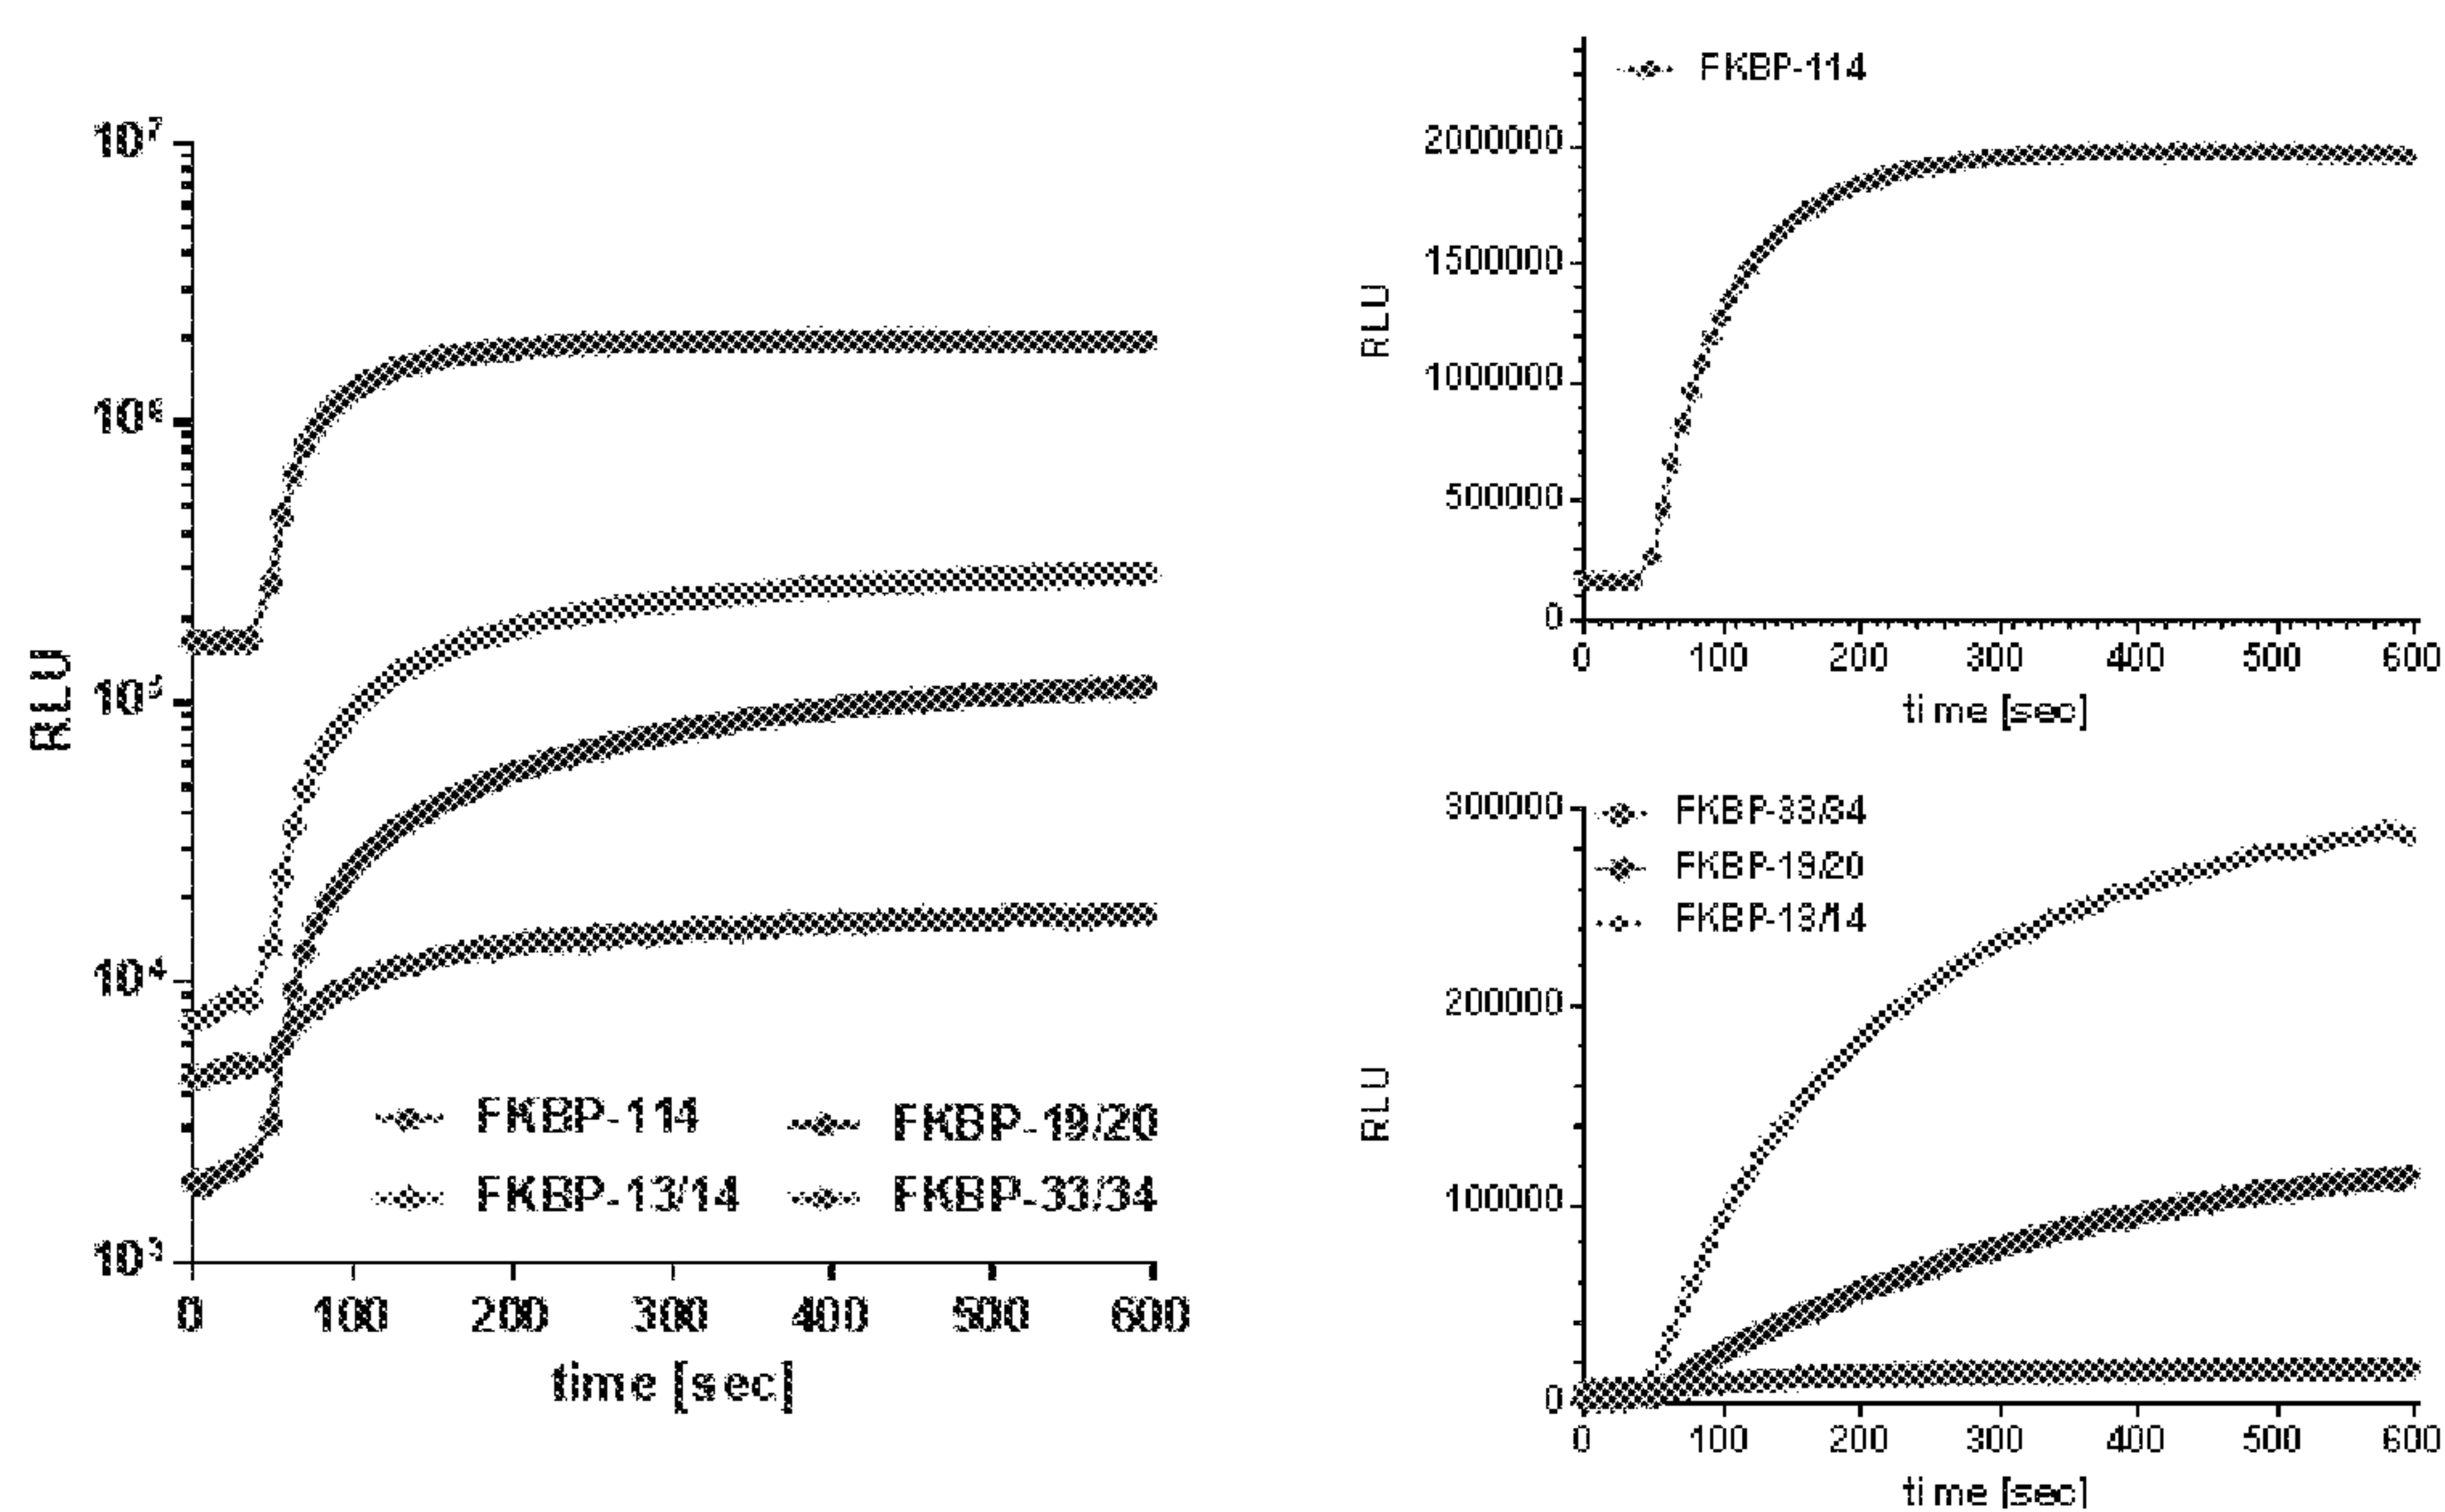 10⁷
10⁶
10⁵
10⁴
10³
RLU
0 100 200 300 400 500 600
time [sec]
FKBP-114 FKBP-19/20
FKBP-13/14 FKBP-33/34
FKBP-114
2000000
1500000
1000000
500000
0
RLU
0 100 200 300 400 500 600
time [sec]
FKBP-33/34
FKBP-19/20
FKBP-13/14
300000
200000
100000
0
RLU
0 100 200 300 400 500 600
time [sec]